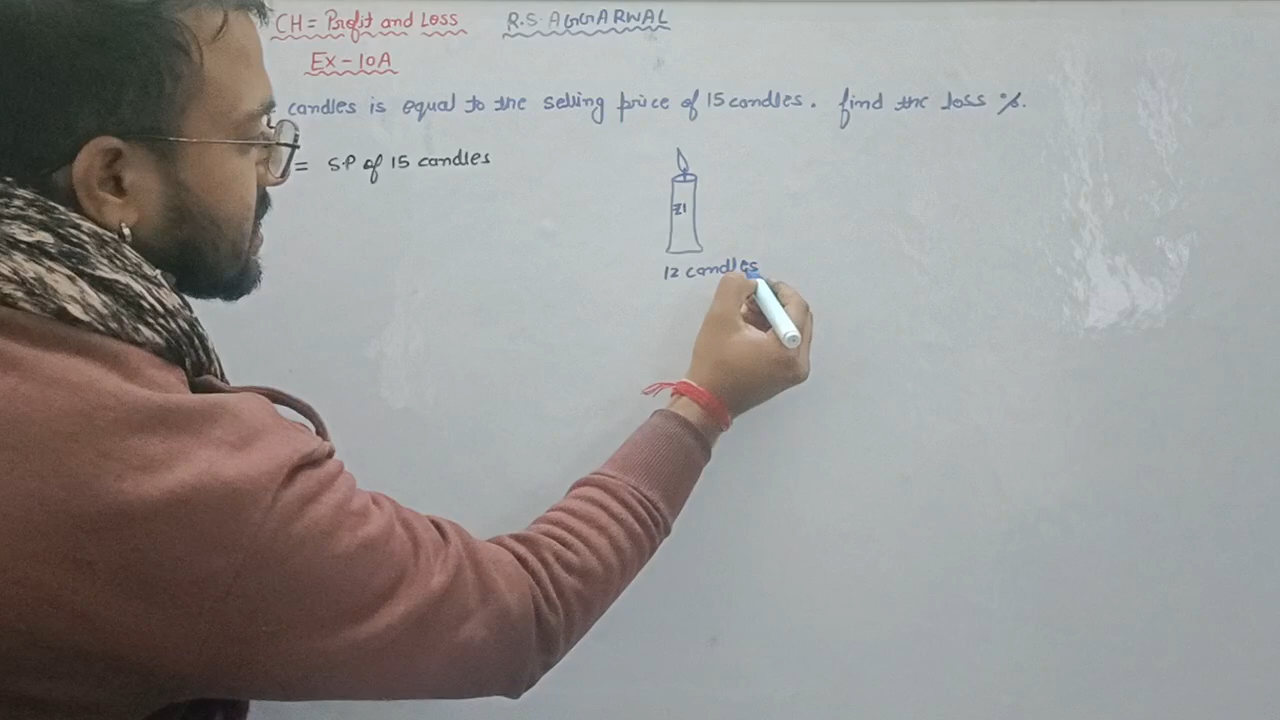 CH = Profit and Loss R.S. AGGARWAL
Ex - 10A
candles is equal to the selling price of 15 candles. find the loss %.
= S.P of 15 candles
₹1
12 candles